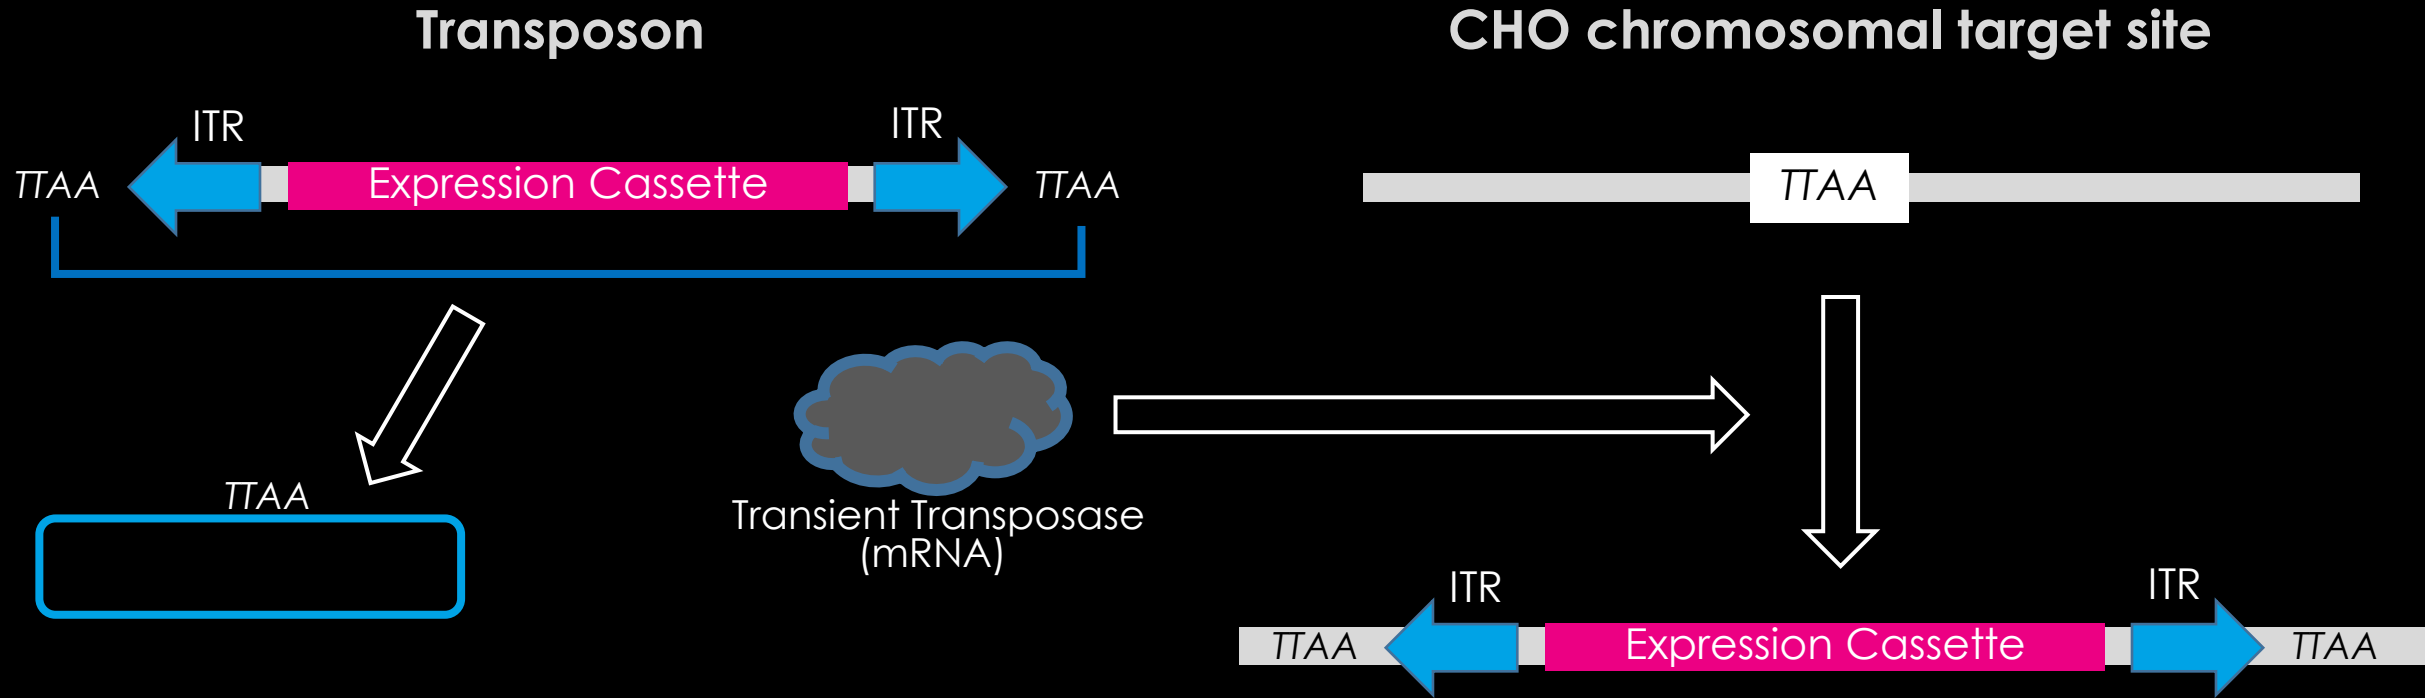 Transposon
CHO chromosomal target site
ITR
ITR
TTAA
Expression Cassette
TTAA
TTAA
TTAA
Transient Transposase
(mRNA)
ITR
ITR
TTAA
Expression Cassette
TTAA